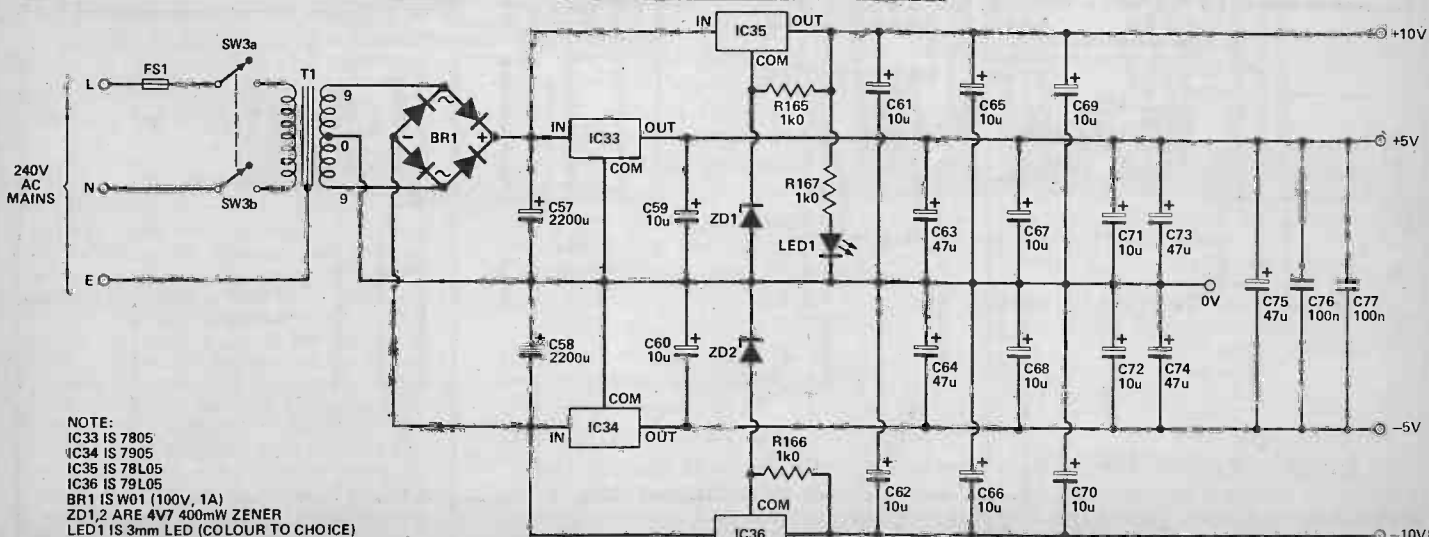 SW3a
FS1
L
T1
9
0
9
240V
AC
MAINS
N
SW3b
E
BR1
~
~
-
+
IN
IC35
OUT
COM
+10V
R165
1k0
C61
10u
C65
10u
C69
10u
IN
IC33
OUT
COM
+5V
R167
1k0
C57
2200u
C59
10u
ZD1
LED1
C63
47u
C67
10u
C71
10u
C73
47u
0V
C75
47u
C76
100n
C77
100n
C58
2200u
C60
10u
ZD2
C64
47u
C68
10u
C72
10u
C74
47u
COM
IN
IC34
OUT
-5V
R166
1k0
COM
IC36
C62
10u
C66
10u
C70
10u
-10V
NOTE:
IC33 IS 7805
IC34 IS 7905
IC35 IS 78L05
IC36 IS 79L05
BR1 IS W01 (100V, 1A)
ZD1,2 ARE 4V7 400mW ZENER
LED1 IS 3mm LED (COLOUR TO CHOICE)